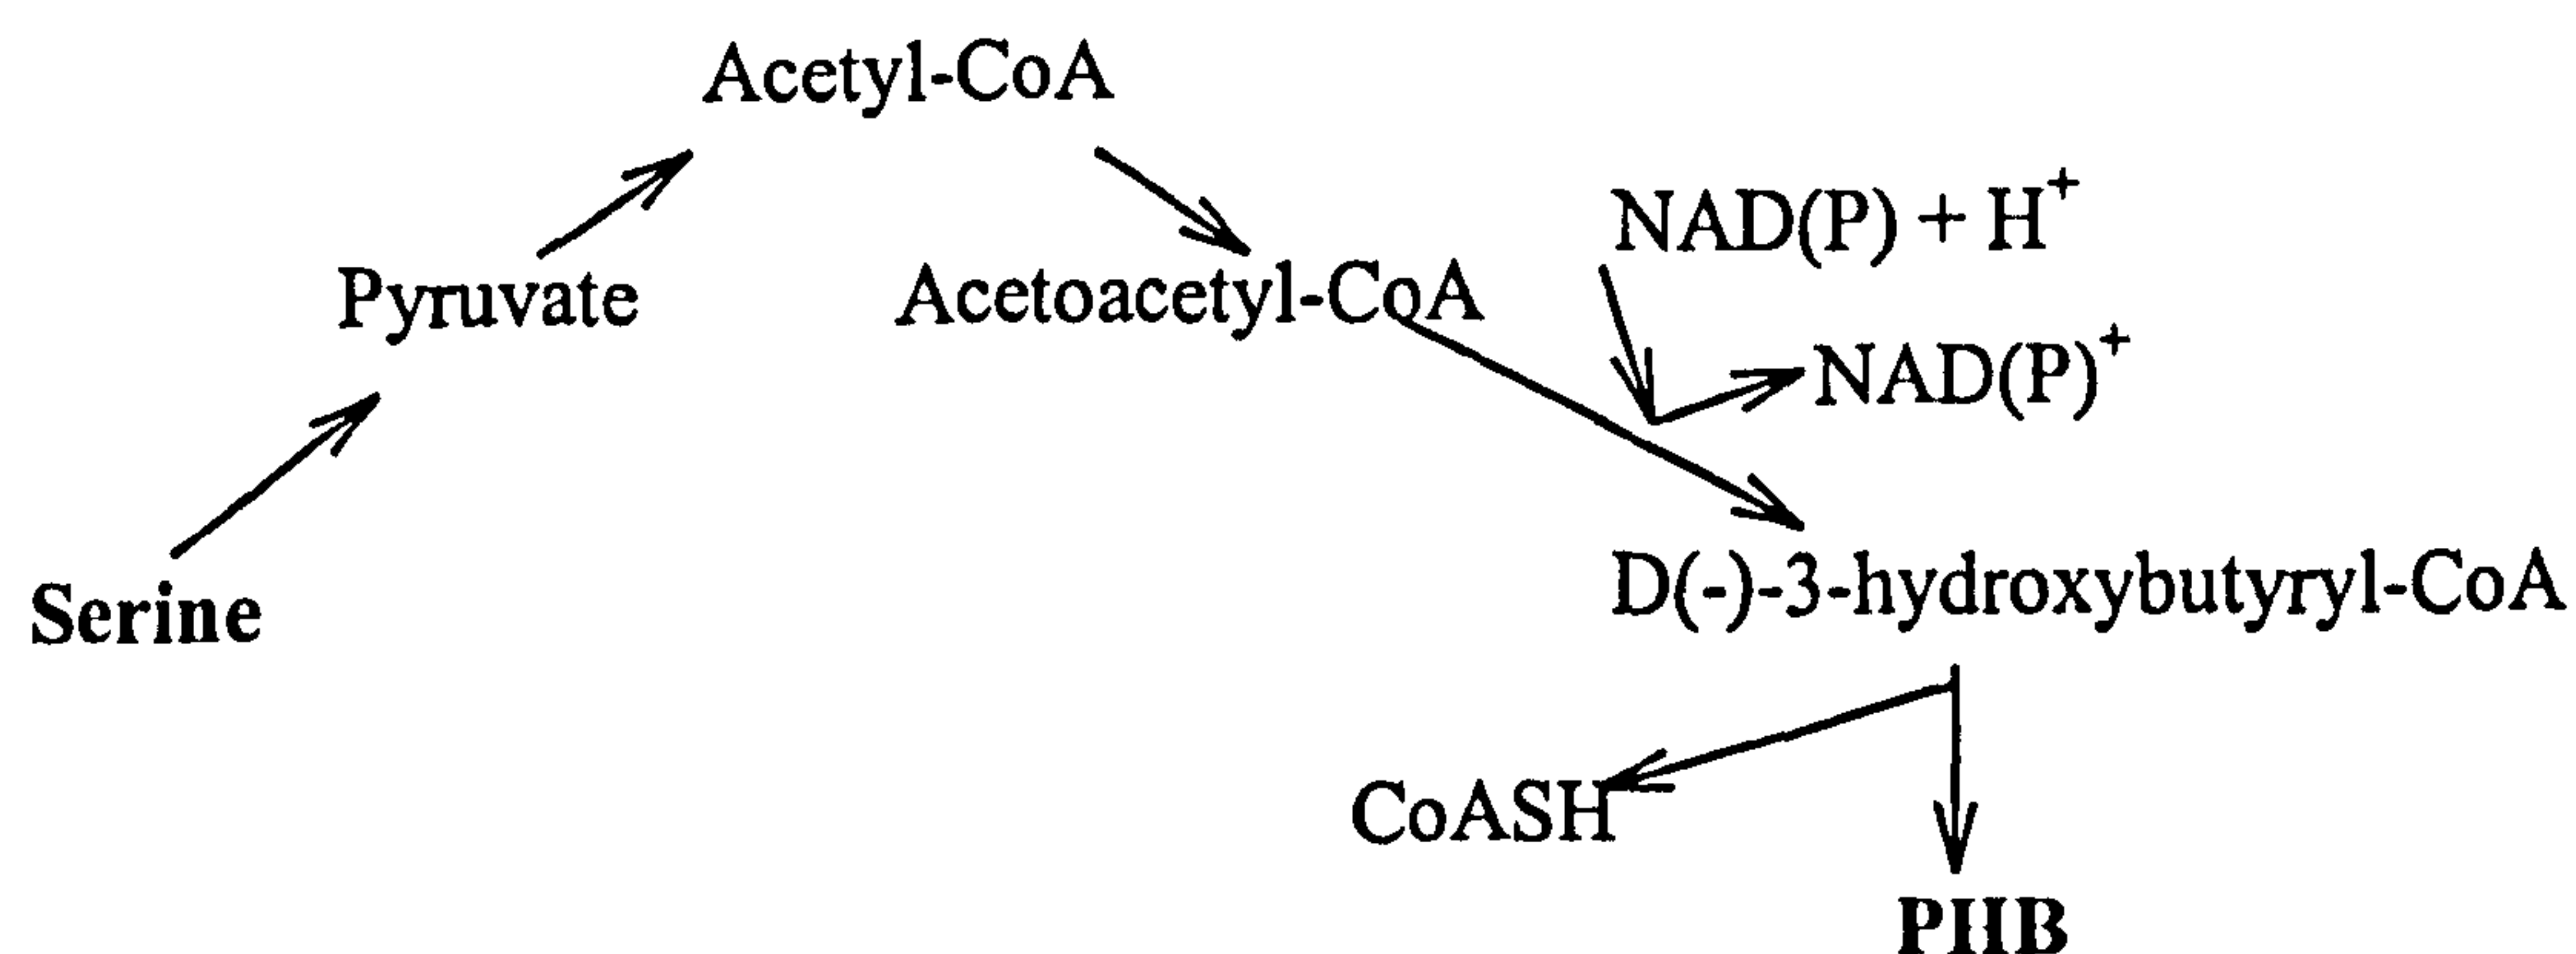 Acetyl-CoA
NAD(P) + H⁺
Pyruvate
Acetoacetyl-CoA
NAD(P)⁺
Serine
D(-)-3-hydroxybutyryl-CoA
CoASH
PHB